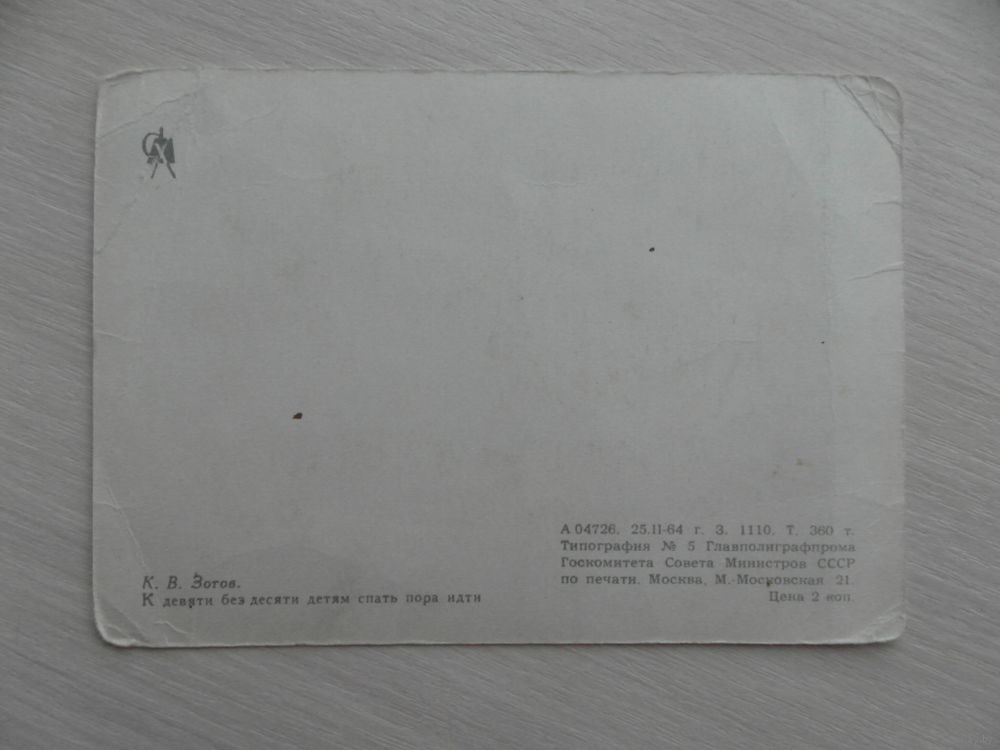 СХ
К. В. Зотов.
К девяти без десяти детям спать пора идти
А 04726. 25.II-64 г. З. 1110. Т. 360 т.
Типография № 5 Главполиграфпрома
Госкомитета Совета Министров СССР
по печати. Москва, М.-Московская 21.
Цена 2 коп.